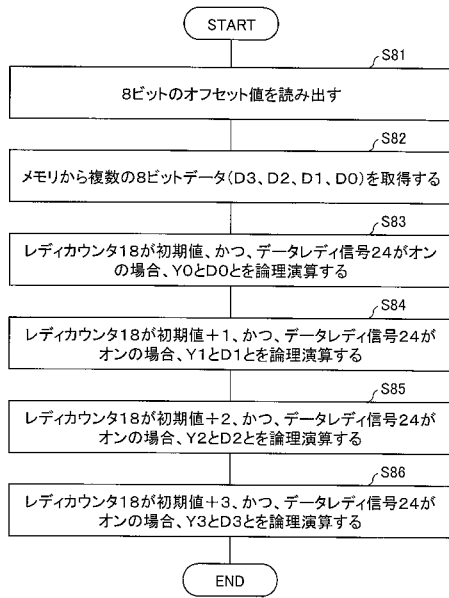 START
S81
8ビットのオフセット値を読み出す
S82
メモリから複数の8ビットデータ(D3、D2、D1、D0)を取得する
S83
レディカウンタ18が初期値、かつ、データレディ信号24がオン
の場合、Y0とD0とを論理演算する
S84
レディカウンタ18が初期値+1、かつ、データレディ信号24が
オンの場合、Y1とD1とを論理演算する
S85
レディカウンタ18が初期値+2、かつ、データレディ信号24が
オンの場合、Y2とD2とを論理演算する
S86
レディカウンタ18が初期値+3、かつ、データレディ信号24が
オンの場合、Y3とD3とを論理演算する
END